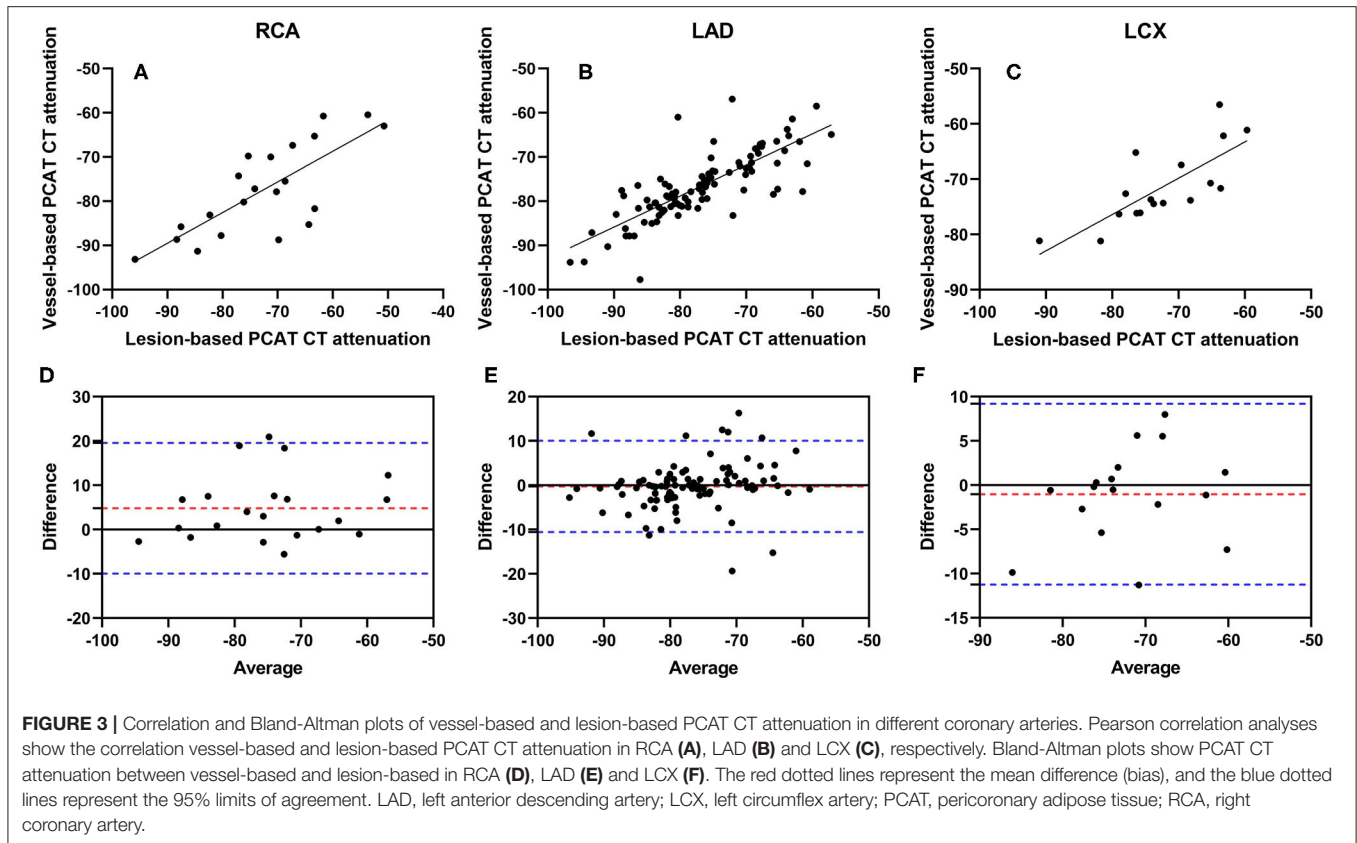 RCA
LAD
LCX
A
B
C
Vessel-based PCAT CT attenuation
-50
-60
-70
-80
-90
-100
-100
-90
-80
-70
-60
-50
-40
Lesion-based PCAT CT attenuation
Vessel-based PCAT CT attenuation
-50
-60
-70
-80
-90
-100
-100
-90
-80
-70
-60
-50
Lesion-based PCAT CT attenuation
Vessel-based PCAT CT attenuation
-50
-60
-70
-80
-90
-100
-90
-80
-70
-60
-50
Lesion-based PCAT CT attenuation
D
E
F
Difference
30
20
10
0
-10
-20
-100
-90
-80
-70
-60
-50
Average
Difference
20
10
0
-10
-20
-30
-100
-90
-80
-70
-60
-50
Average
Difference
10
5
0
-5
-10
-15
-90
-80
-70
-60
-50
Average
FIGURE 3 | Correlation and Bland-Altman plots of vessel-based and lesion-based PCAT CT attenuation in different coronary arteries. Pearson correlation analyses
show the correlation vessel-based and lesion-based PCAT CT attenuation in RCA (A), LAD (B) and LCX (C), respectively. Bland-Altman plots show PCAT CT
attenuation between vessel-based and lesion-based in RCA (D), LAD (E) and LCX (F). The red dotted lines represent the mean difference (bias), and the blue dotted
lines represent the 95% limits of agreement. LAD, left anterior descending artery; LCX, left circumflex artery; PCAT, pericoronary adipose tissue; RCA, right
coronary artery.